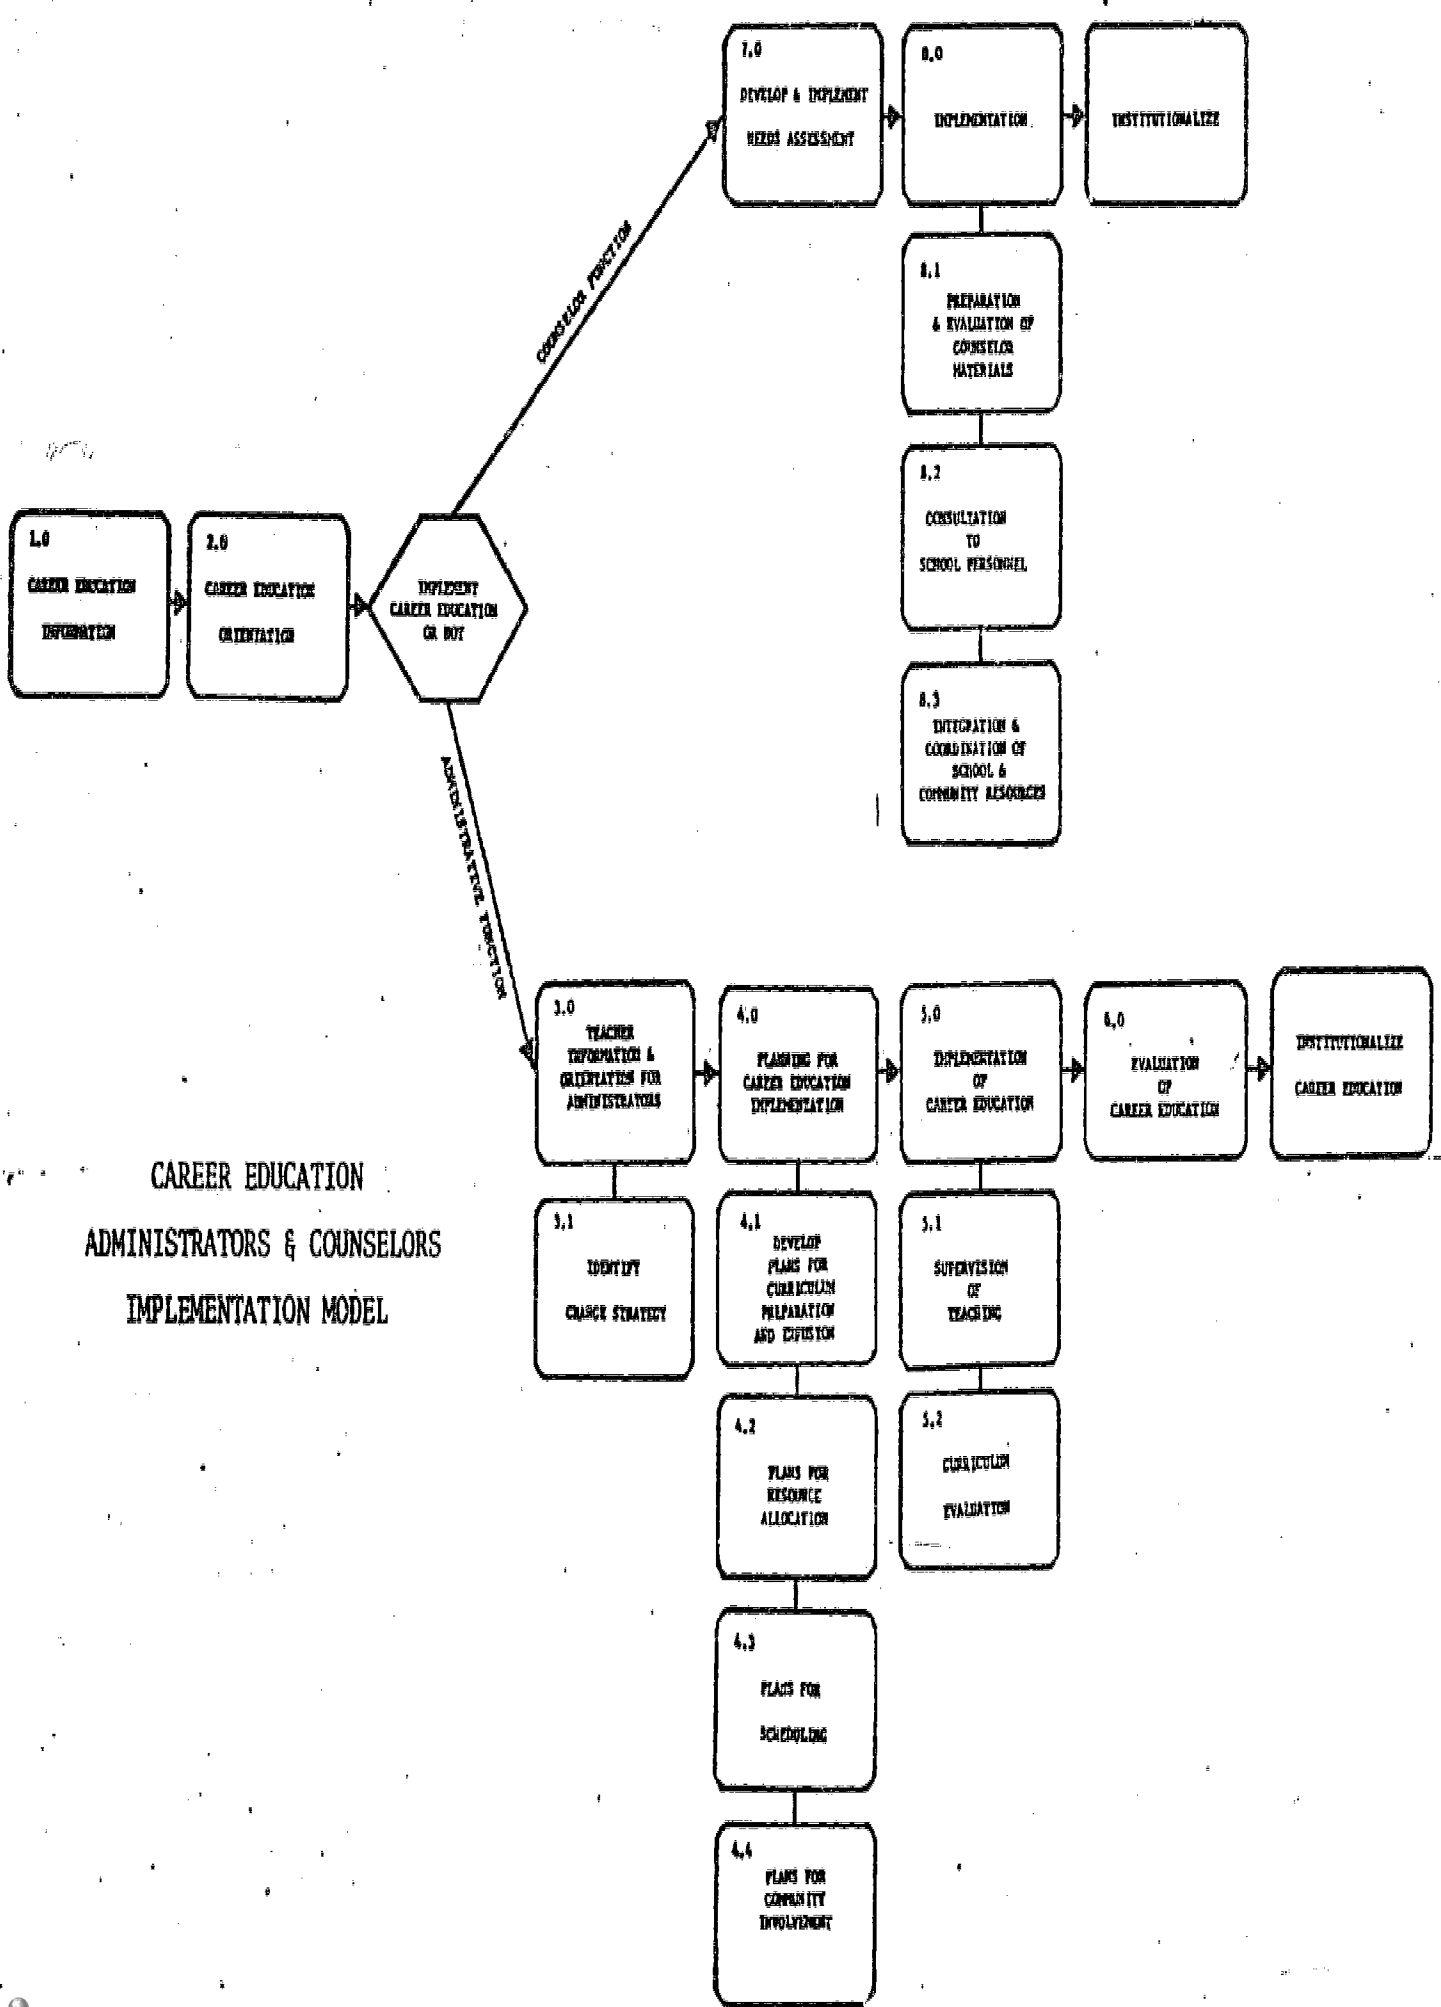 7.0
DEVELOP & IMPLEMENT
NEEDS ASSESSMENT
8.0
IMPLEMENTATION
INSTITUTIONALIZE
COUNSELOR FUNCTION
8.1
PREPARATION
& EVALUATION OF
COUNSELOR
MATERIALS
8.2
CONSULTATION
TO
SCHOOL PERSONNEL
8.3
INTEGRATION &
COORDINATION OF
SCHOOL &
COMMUNITY RESOURCES
1.0
CAREER EDUCATION
INFORMATION
2.0
CAREER EDUCATION
ORIENTATION
IMPLEMENT
CAREER EDUCATION
OR NOT
ADMINISTRATIVE FUNCTION
3.0
TEACHER
INFORMATION &
ORIENTATION FOR
ADMINISTRATORS
4.0
PLANNING FOR
CAREER EDUCATION
IMPLEMENTATION
5.0
IMPLEMENTATION
OF
CAREER EDUCATION
6.0
EVALUATION
OF
CAREER EDUCATION
INSTITUTIONALIZE
CAREER EDUCATION
3.1
IDENTIFY
CHANGE STRATEGY
4.1
DEVELOP
PLANS FOR
CURRICULUM
PREPARATION
AND INFUSION
5.1
SUPERVISION
OF
TEACHING
4.2
PLANS FOR
RESOURCE
ALLOCATION
5.2
CURRICULUM
EVALUATION
4.3
PLANS FOR
SCHEDULING
4.4
PLANS FOR
COMMUNITY
INVOLVEMENT
CAREER EDUCATION
ADMINISTRATORS & COUNSELORS
IMPLEMENTATION MODEL